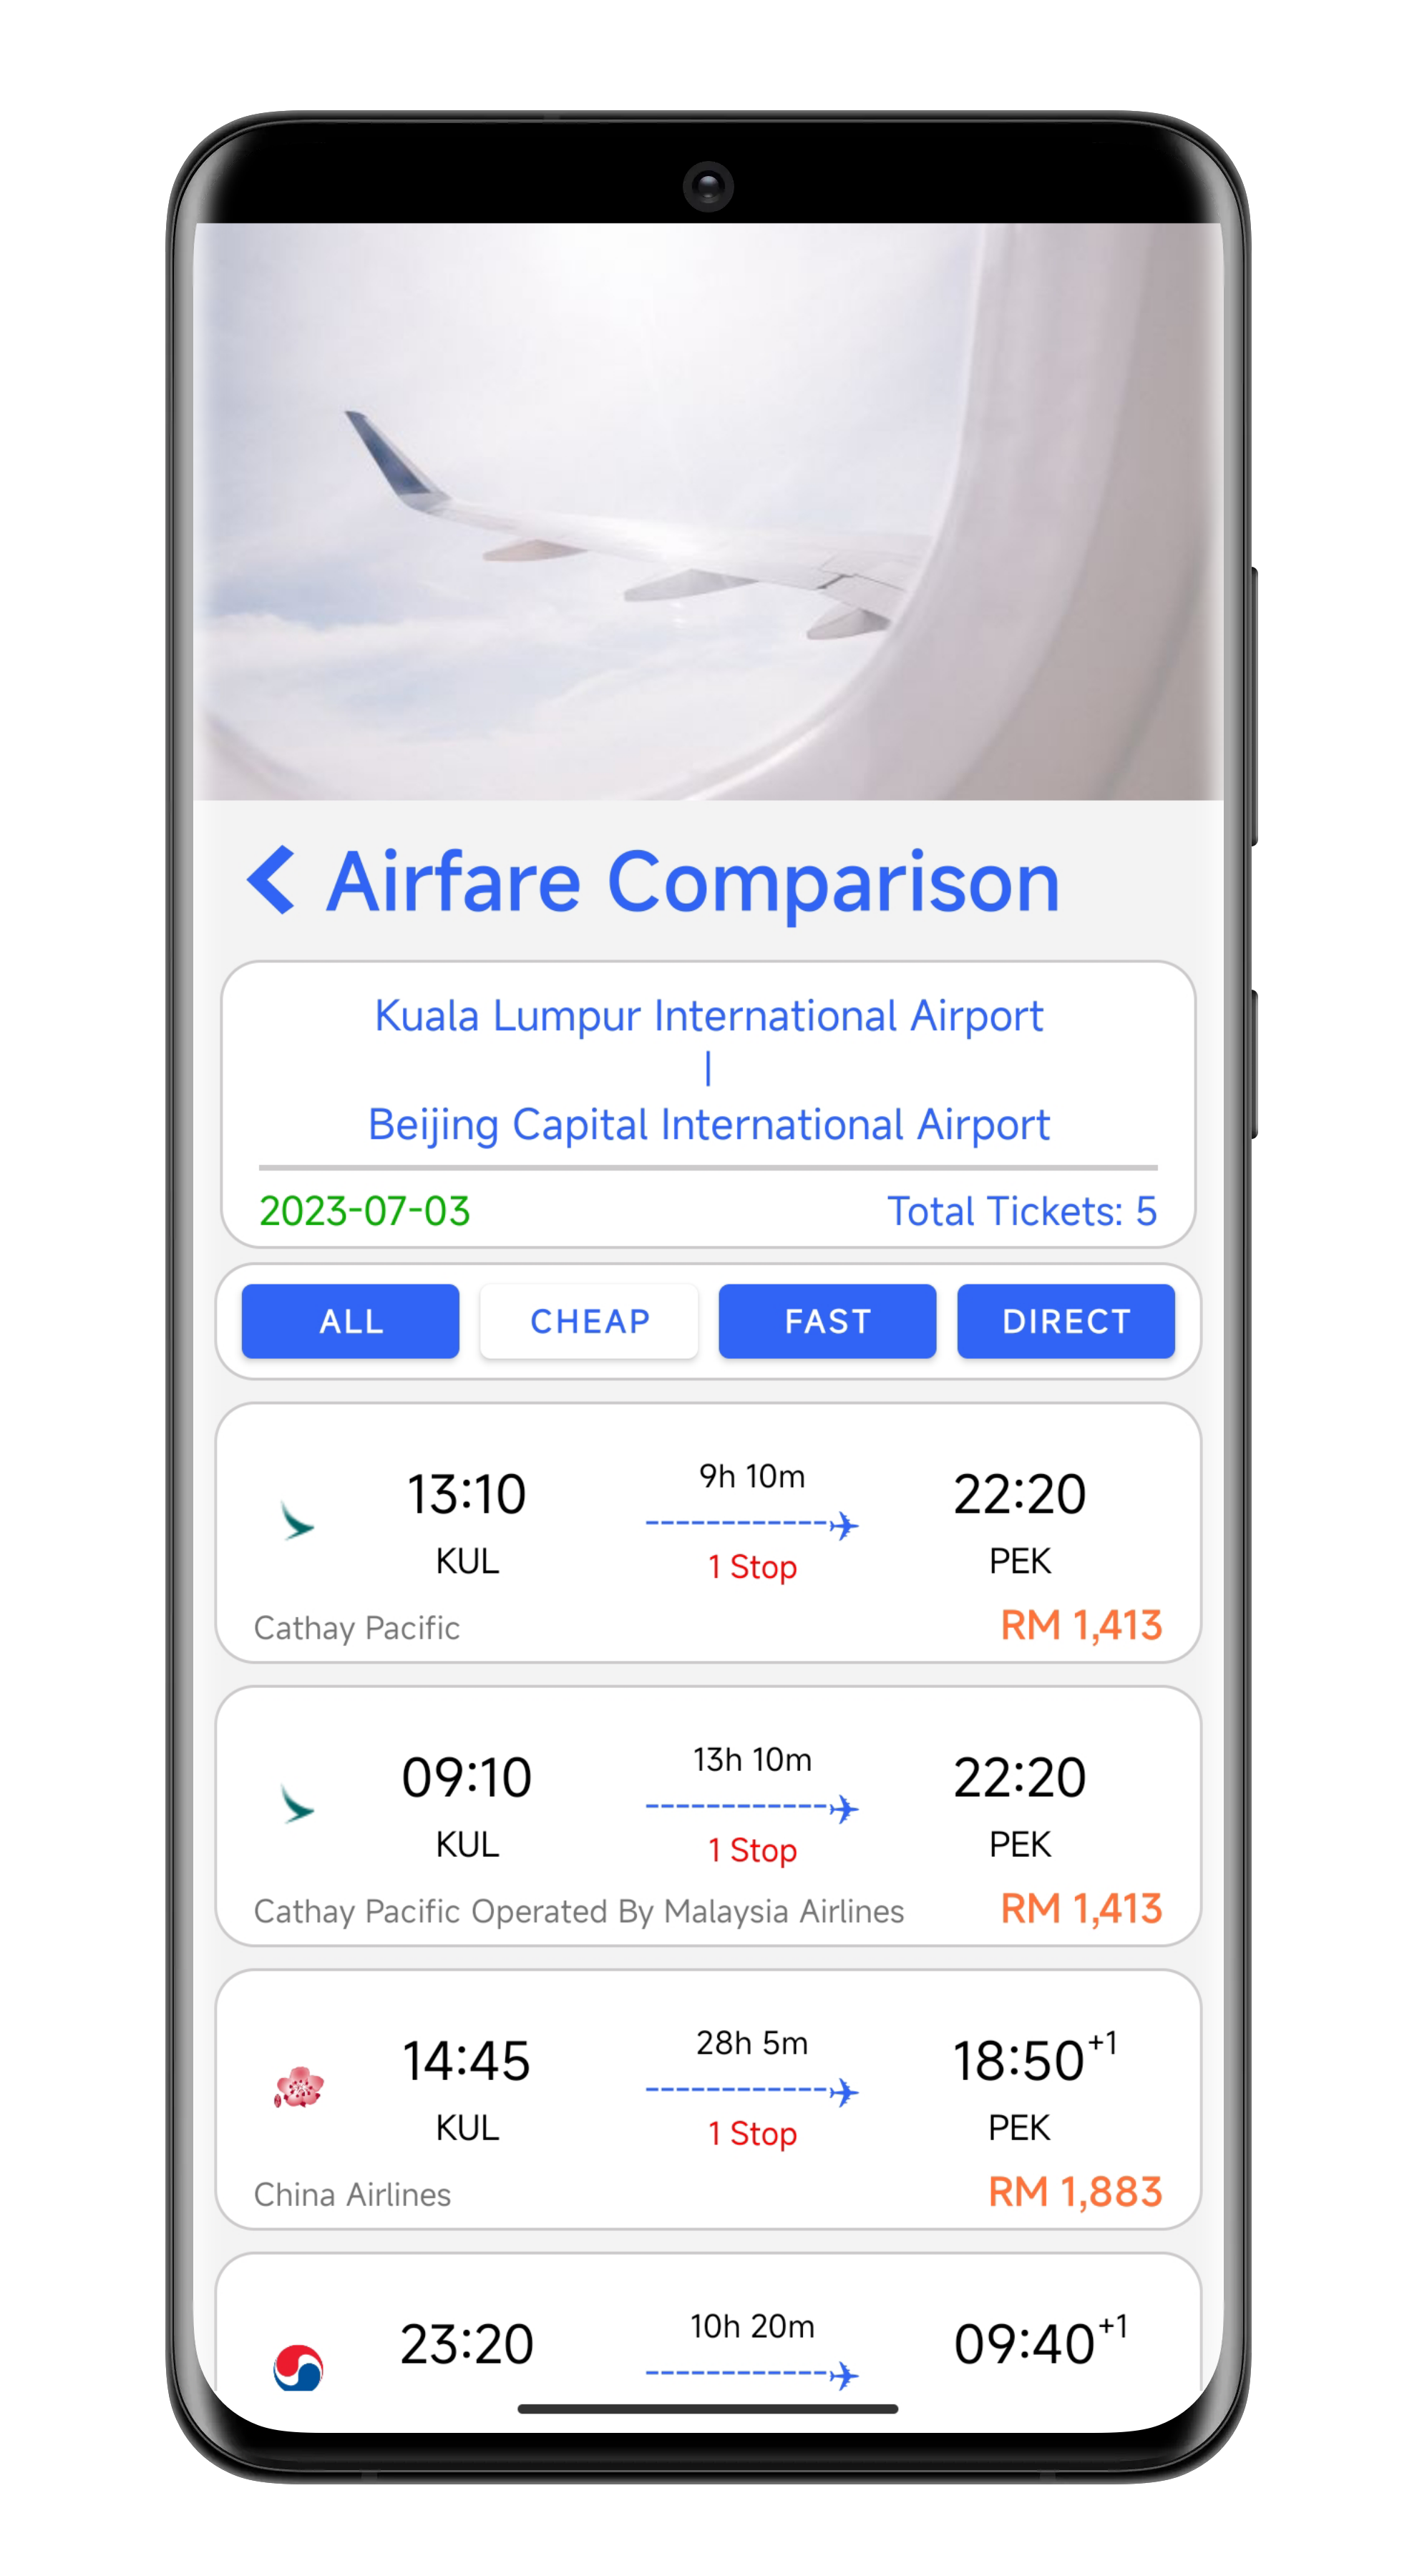 Airfare Comparison
Kuala Lumpur International Airport
|
Beijing Capital International Airport
2023-07-03 Total Tickets: 5
ALL CHEAP FAST DIRECT
9h 10m
13:10 22:20
KUL 1 Stop PEK
Cathay Pacific RM 1,413
13h 10m
09:10 22:20
KUL 1 Stop PEK
Cathay Pacific Operated By Malaysia Airlines RM 1,413
28h 5m
14:45 18:50+1
KUL 1 Stop PEK
China Airlines RM 1,883
10h 20m
23:20 09:40+1